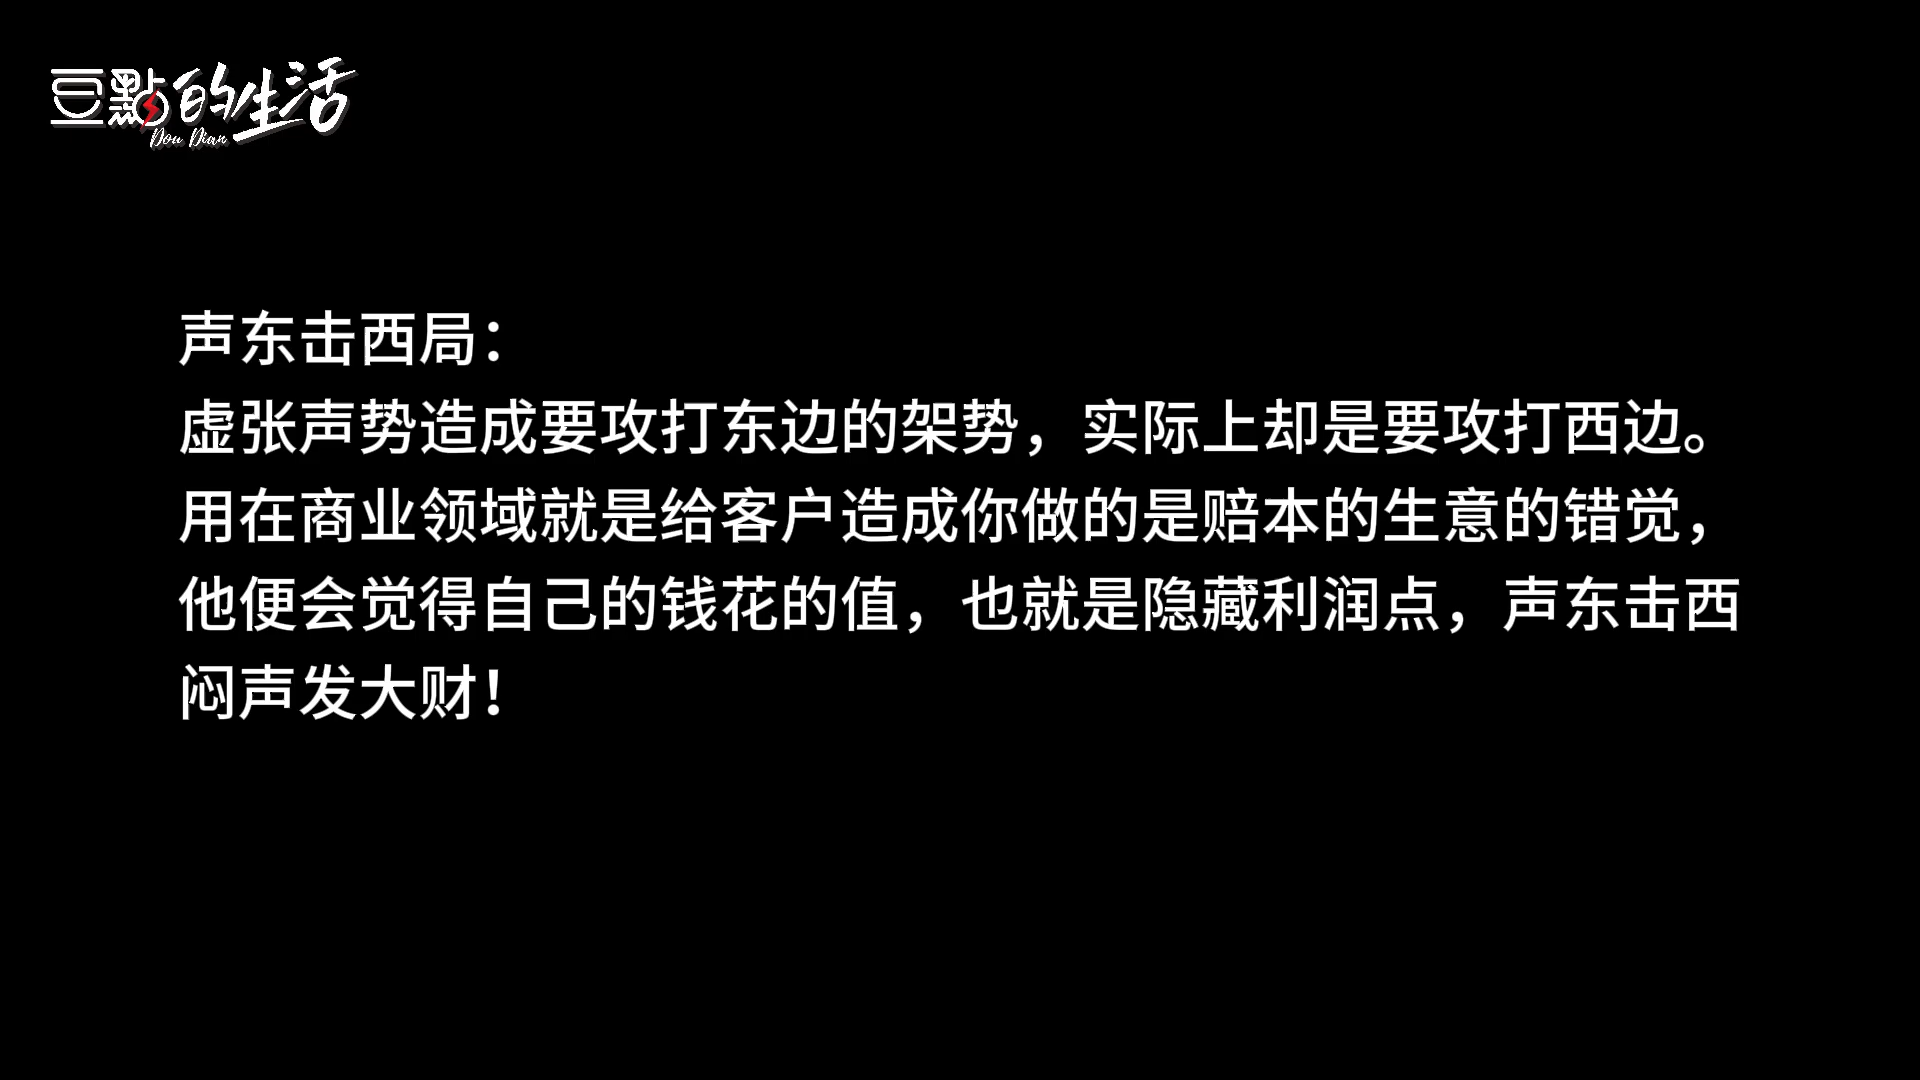 豆點的生活
Dou Dian
声东击西局：
虚张声势造成要攻打东边的架势，实际上却是要攻打西边。
用在商业领域就是给客户造成你做的是赔本的生意的错觉，
他便会觉得自己的钱花的值，也就是隐藏利润点，声东击西
闷声发大财！